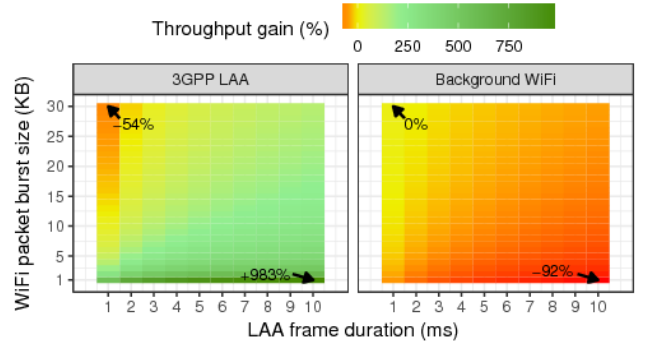 Throughput gain (%)
0 250 500 750
3GPP LAA
Background WiFi
WiFi packet burst size (KB)
30
25
20
15
10
5
1
−54%
+983%
0%
−92%
1 2 3 4 5 6 7 8 9 10
1 2 3 4 5 6 7 8 9 10
LAA frame duration (ms)